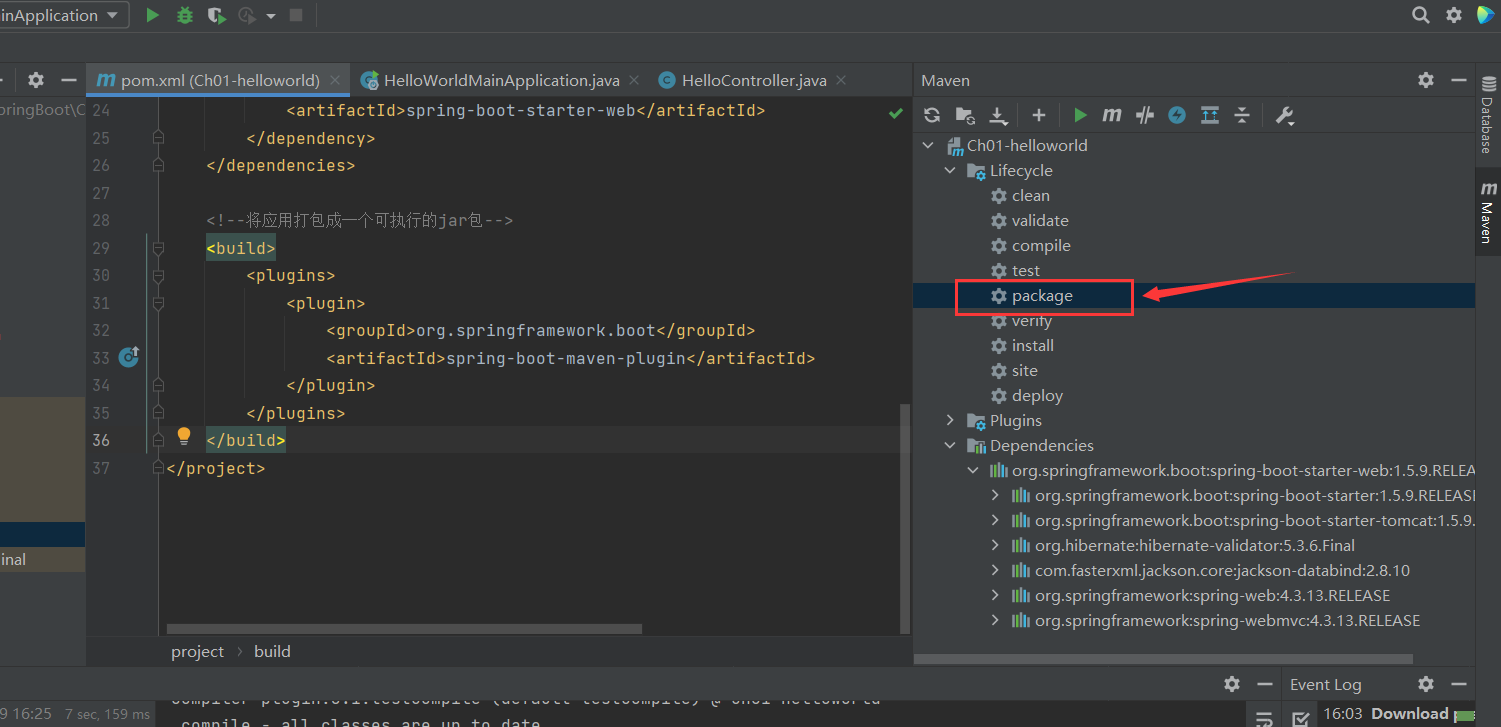 inApplication
pom.xml (Ch01-helloworld)
HelloWorldMainApplication.java
HelloController.java
24 <artifactId>spring-boot-starter-web</artifactId>
25 </dependency>
26 </dependencies>
27
28 <!--将应用打包成一个可执行的jar包-->
29 <build>
30 <plugins>
31 <plugin>
32 <groupId>org.springframework.boot</groupId>
33 <artifactId>spring-boot-maven-plugin</artifactId>
34 </plugin>
35 </plugins>
36 </build>
37 </project>
project > build
pringBoot\C
inal
Maven
Ch01-helloworld
Lifecycle
clean
validate
compile
test
package
verify
install
site
deploy
Plugins
Dependencies
org.springframework.boot:spring-boot-starter-web:1.5.9.RELEA
org.springframework.boot:spring-boot-starter:1.5.9.RELEASE
org.springframework.boot:spring-boot-starter-tomcat:1.5.9.
org.hibernate:hibernate-validator:5.3.6.Final
com.fasterxml.jackson.core:jackson-databind:2.8.10
org.springframework:spring-web:4.3.13.RELEASE
org.springframework:spring-webmvc:4.3.13.RELEASE
Database
m Maven
9 16:25 7 sec, 159 ms
compile - all classes are up to date
Event Log
16:03 Download